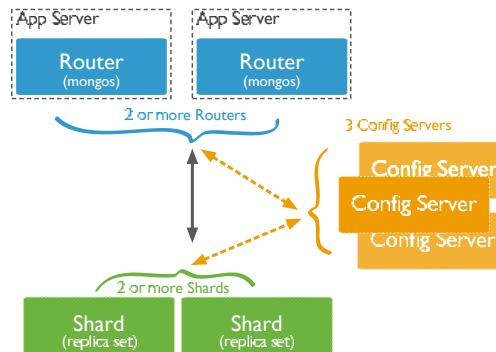 App Server
App Server
Router
(mongos)
Router
(mongos)
2 or more Routers
3 Config Servers
Config Server
Config Server
Config Server
2 or more Shards
Shard
(replica set)
Shard
(replica set)